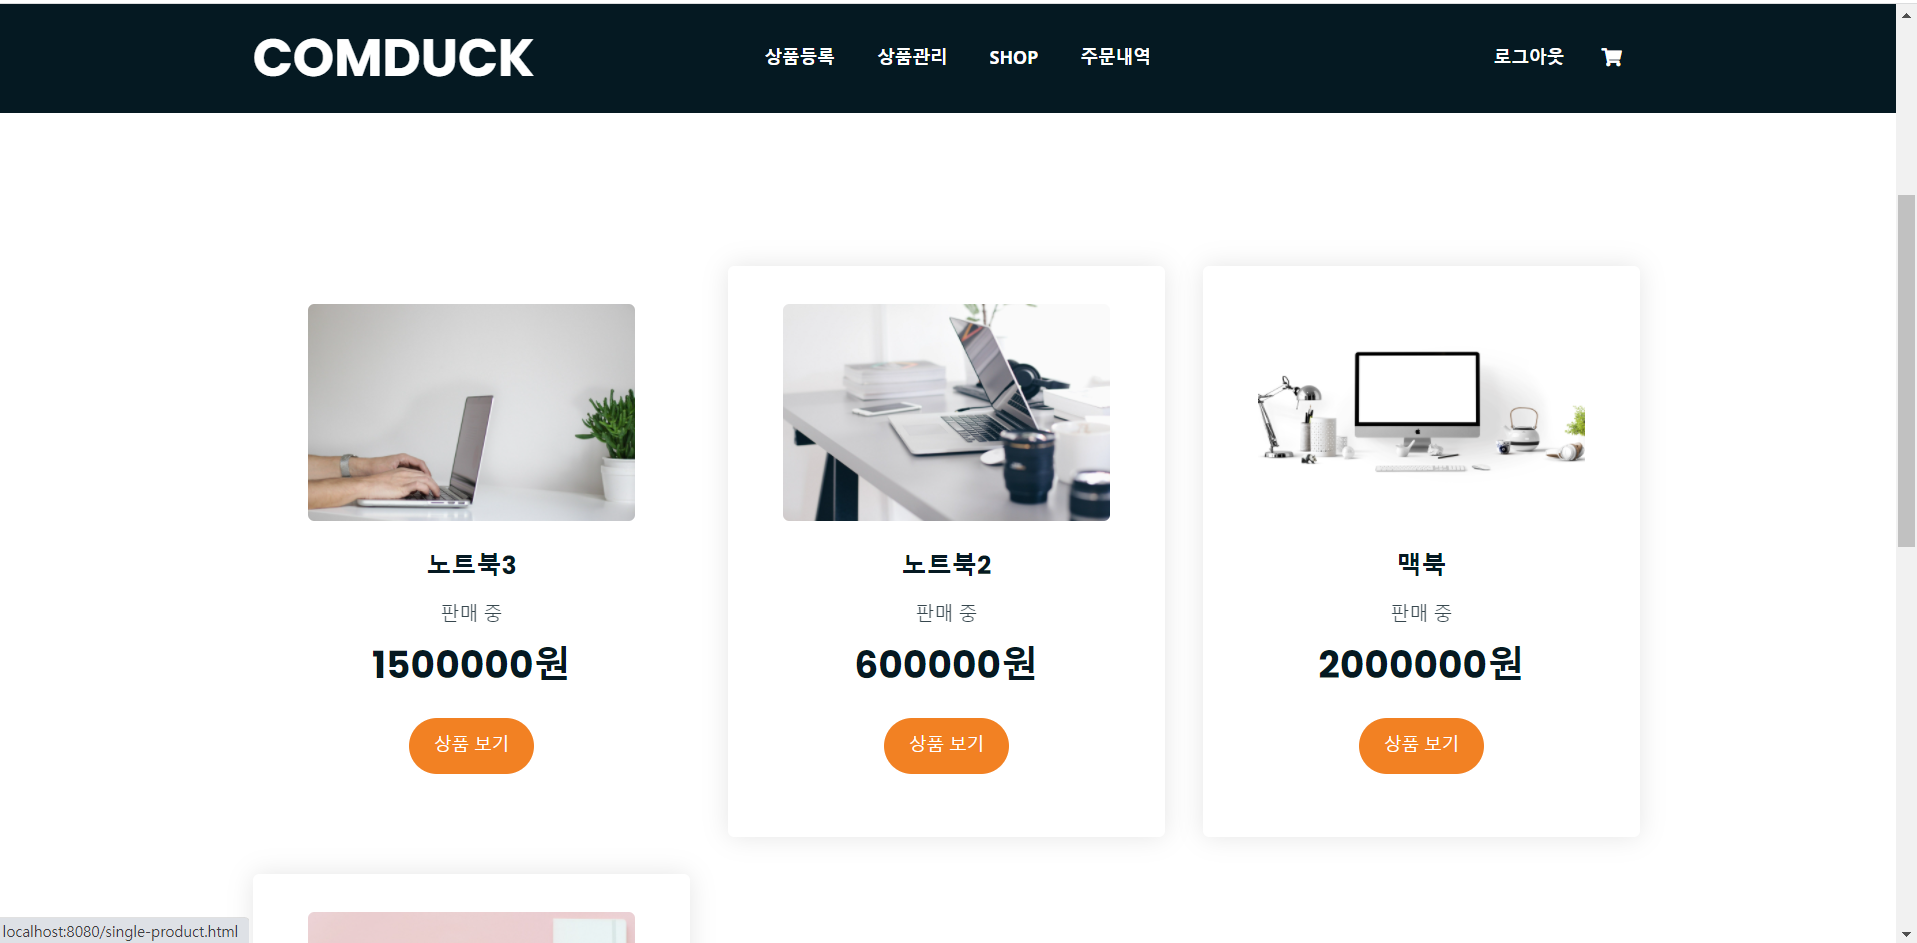 COMDUCK
상품등록 상품관리 SHOP 주문내역
로그아웃
노트북3
판매 중
1500000원
상품 보기
노트북2
판매 중
600000원
상품 보기
맥북
판매 중
2000000원
상품 보기
localhost:8080/single-product.html